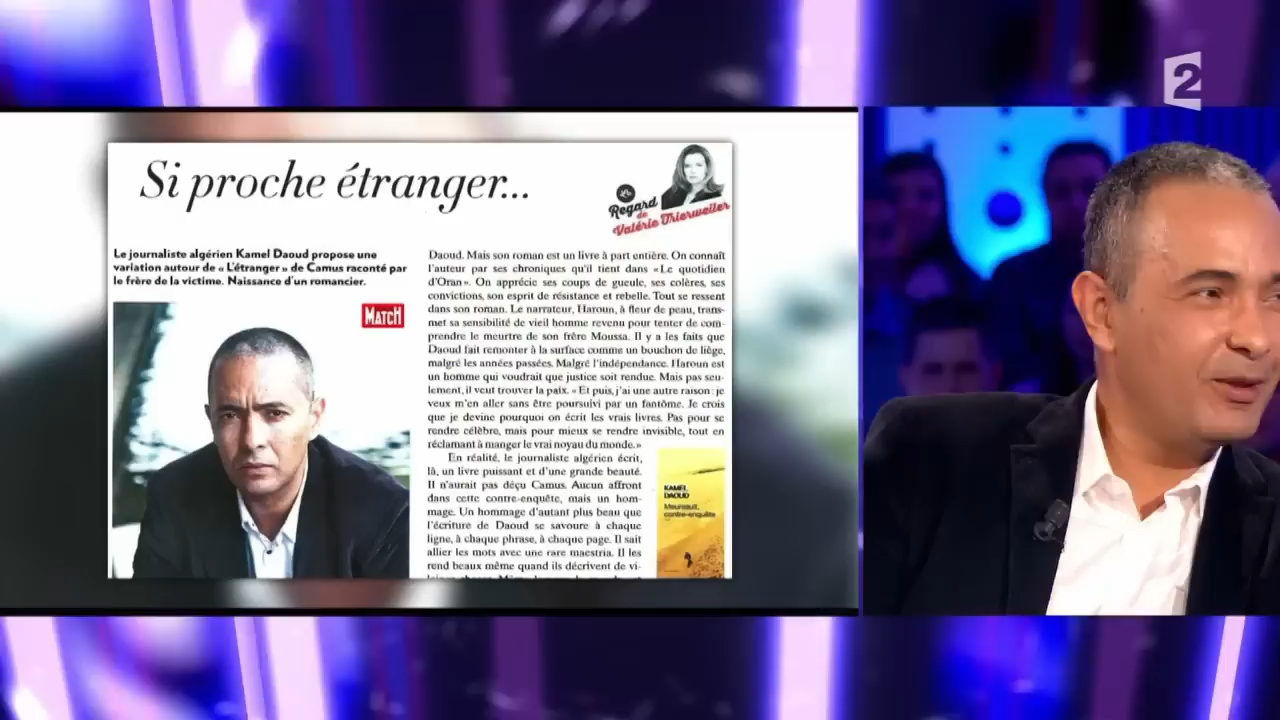 2
Si proche étranger...
Le Regard
de
Valérie Trierweiler
Le journaliste algérien Kamel Daoud propose une
variation autour de « L'étranger » de Camus raconté par
le frère de la victime. Naissance d'un romancier.
MATCH
Daoud. Mais son roman est un livre à part entière. On connaît
l'auteur par ses chroniques qu'il tient dans «Le quotidien
d'Oran». On apprécie ses coups de gueule, ses colères, ses
convictions, son esprit de résistance et rebelle. Tout se ressent
dans son roman. Le narrateur, Haroun, à fleur de peau, trans-
met sa sensibilité de vieil homme revenu pour tenter de com-
prendre le meurtre de son frère Moussa. Il y a les faits que
Daoud fait remonter à la surface comme un bouchon de liège,
malgré les années passées. Malgré l'indépendance. Haroun est
un homme qui voudrait que justice soit rendue. Mais pas seu-
lement, il veut trouver la paix. « Et puis, j'ai une autre raison : je
veux m'en aller sans être poursuivi par un fantôme. Je crois
que je devine pourquoi on écrit les vrais livres. Pas pour se
rendre célèbre, mais pour mieux se rendre invisible, tout en
réclamant à manger le vrai noyau du monde.»
En réalité, le journaliste algérien écrit,
là, un livre puissant et d'une grande beauté.
Il n'aurait pas déçu Camus. Aucun affront
dans cette contre-enquête, mais un hom-
mage. Un hommage d'autant plus beau que
l'écriture de Daoud se savoure à chaque
ligne, à chaque phrase, à chaque page. Il sait
allier les mots avec une rare maestria. Il les
rend beaux même quand ils décrivent de vi-
KAMEL
DAOUD
Meursault,
contre-enquête